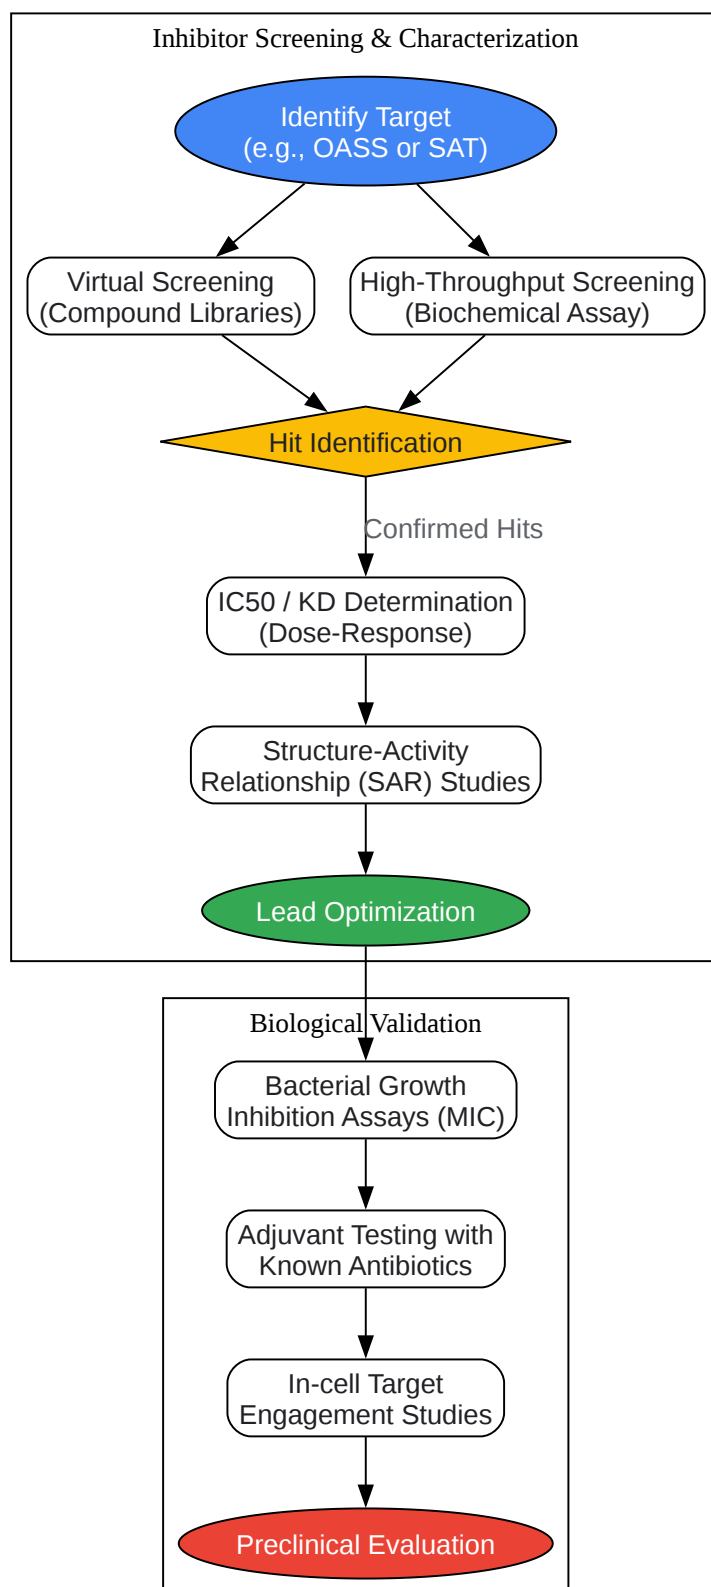 Inhibitor Screening & Characterization
Identify Target
(e.g., OASS or SAT)
Virtual Screening
(Compound Libraries)
High-Throughput Screening
(Biochemical Assay)
Hit Identification
Confirmed Hits
IC50 / KD Determination
(Dose-Response)
Structure-Activity
Relationship (SAR) Studies
Lead Optimization
Biological Validation
Bacterial Growth
Inhibition Assays (MIC)
Adjuvant Testing with
Known Antibiotics
In-cell Target
Engagement Studies
Preclinical Evaluation